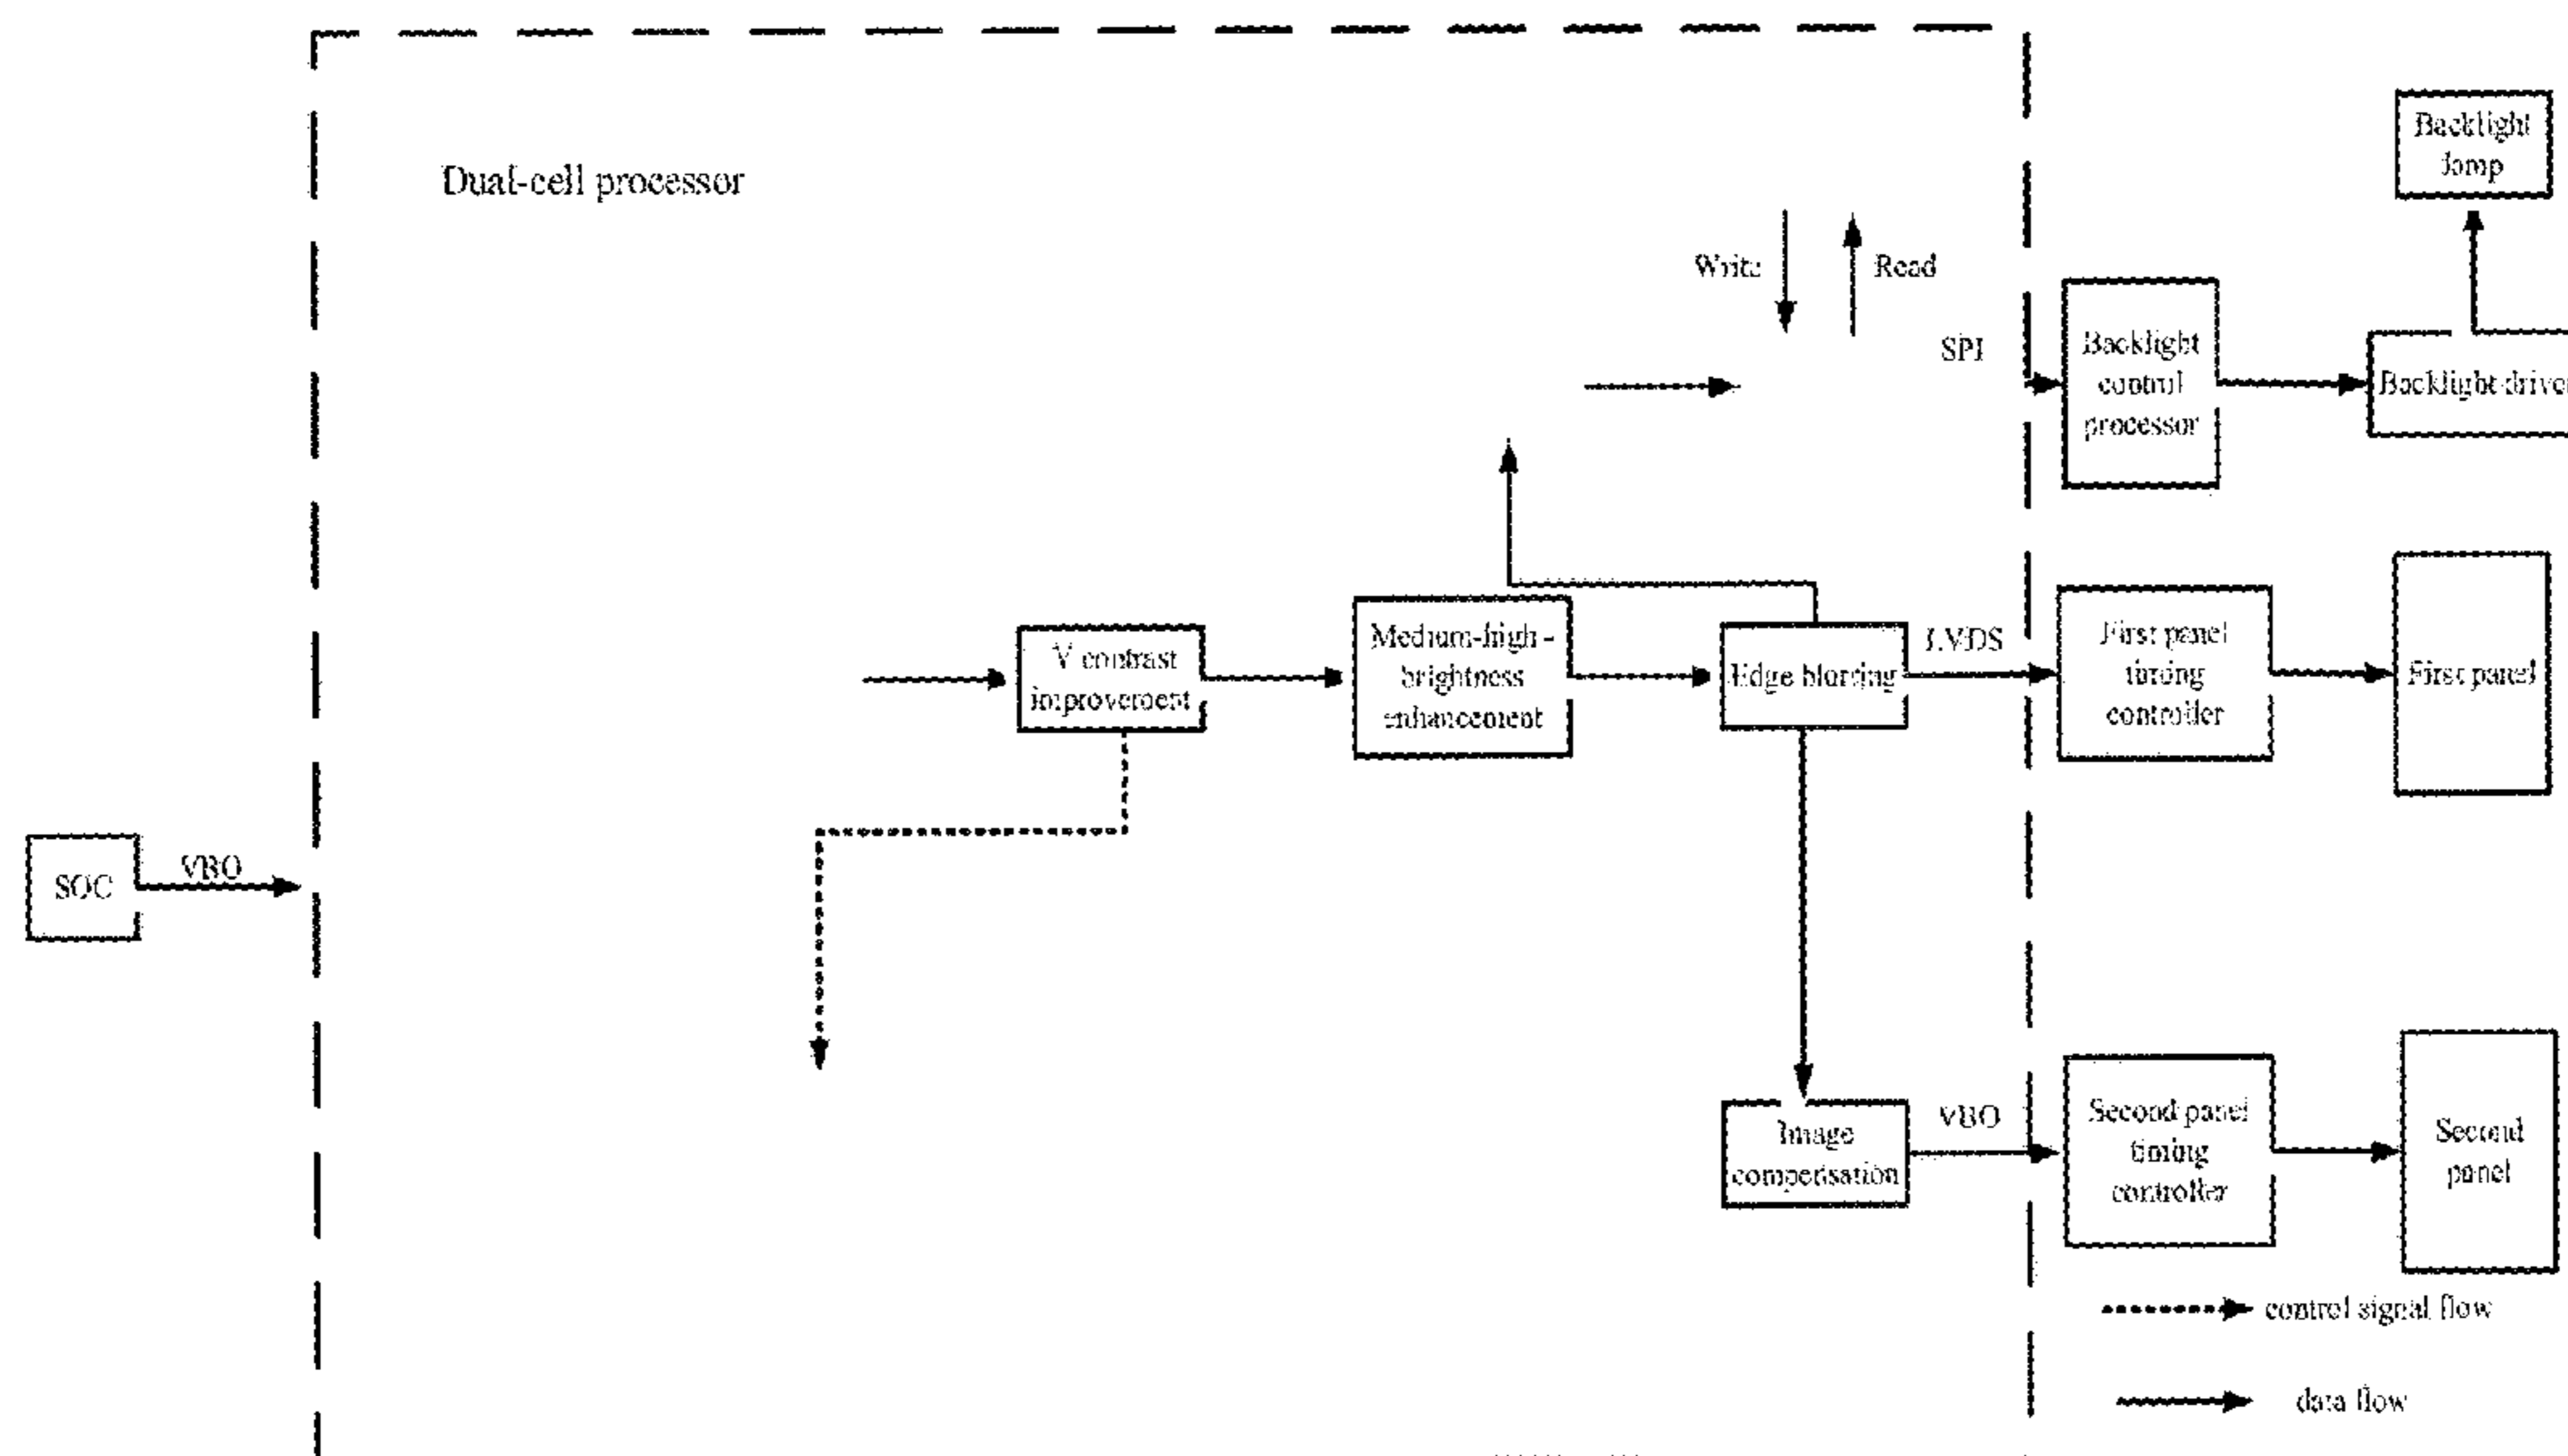 Dual-cell processor
Backlight
lamp
Write
Read
SPI
Backlight
control
processor
Backlight driver
V contrast
improvement
Medium-high-
brightness
enhancement
Edge blurring
LVDS
First panel
timing
controller
First panel
SOC
VBO
Image
compensation
VBO
Second panel
timing
controller
Second
panel
control signal flow
data flow